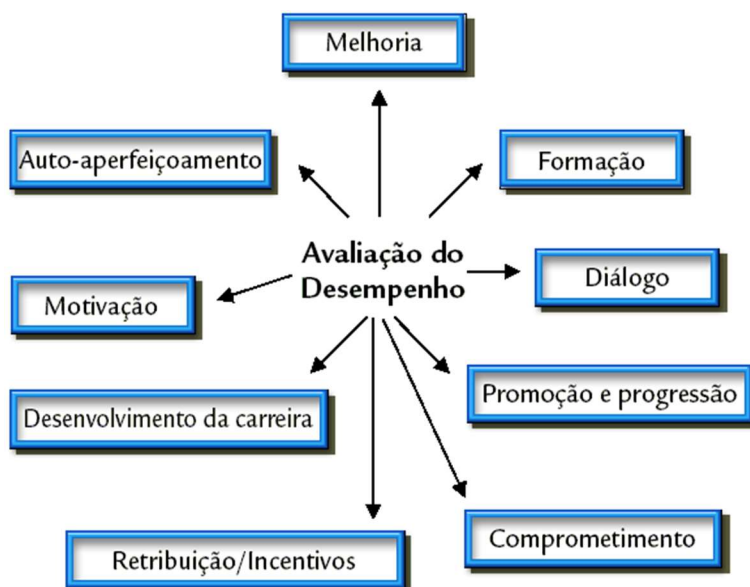 Melhoria
Auto-aperfeiçoamento
Formação
Avaliação do
Desempenho
Diálogo
Motivação
Promoção e progressão
Desenvolvimento da carreira
Comprometimento
Retribuição/Incentivos